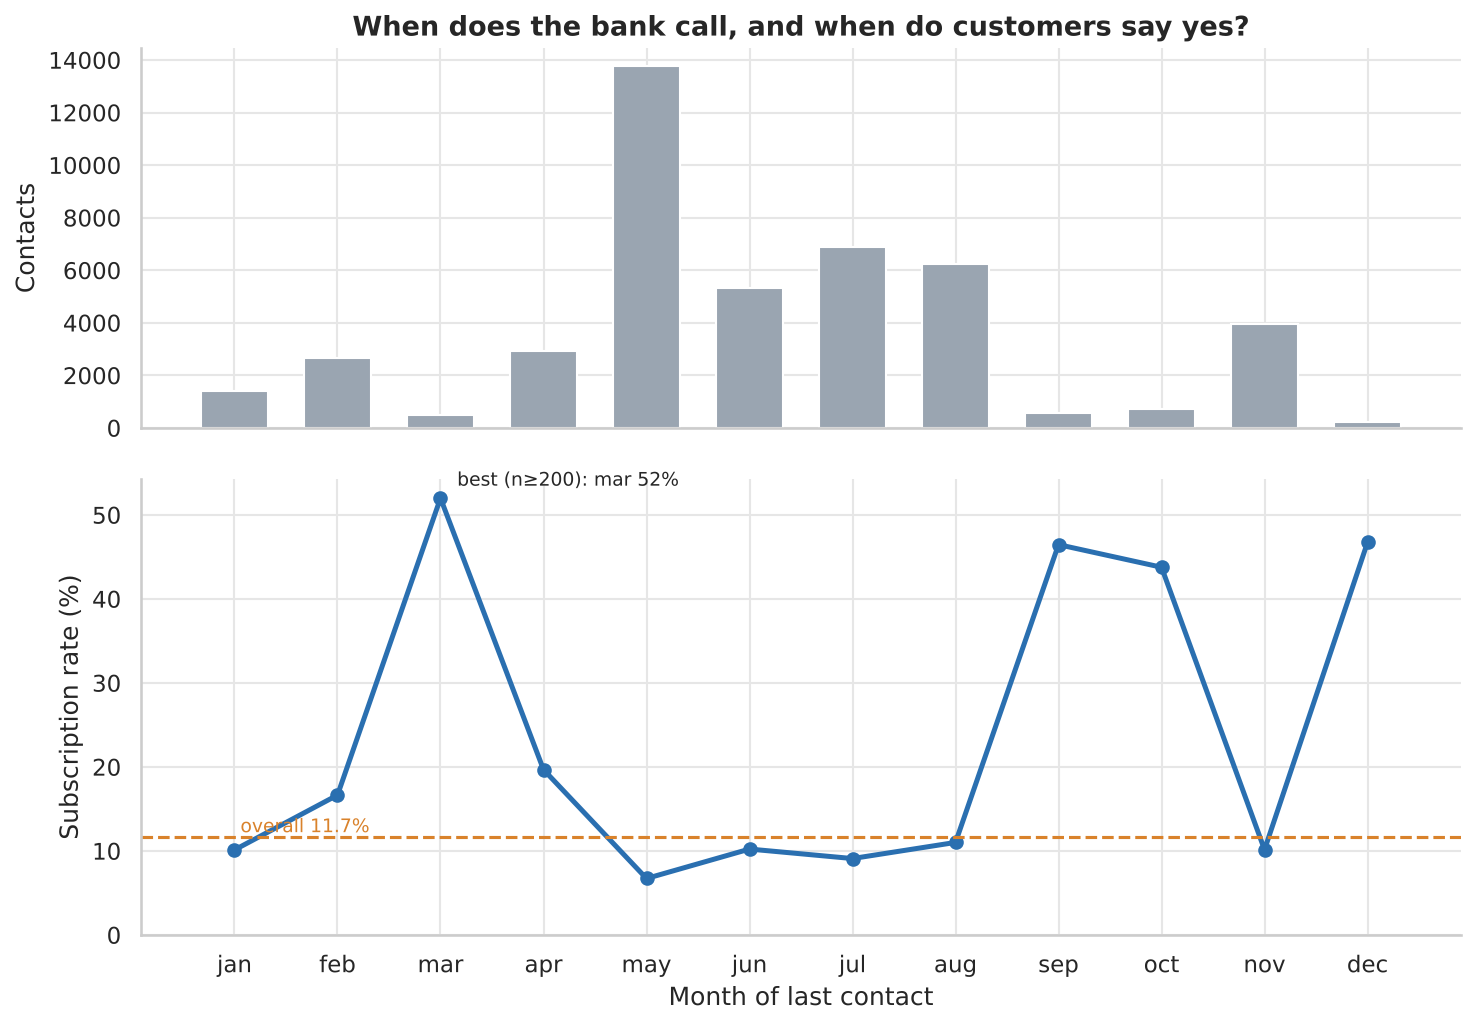 When does the bank call, and when do customers say yes?
14000
12000
10000
8000
6000
4000
2000
0
Contacts
best (n≥200): mar 52%
50
40
30
20
10
0
Subscription rate (%)
overall 11.7%
jan feb mar apr may jun jul aug sep oct nov dec
Month of last contact